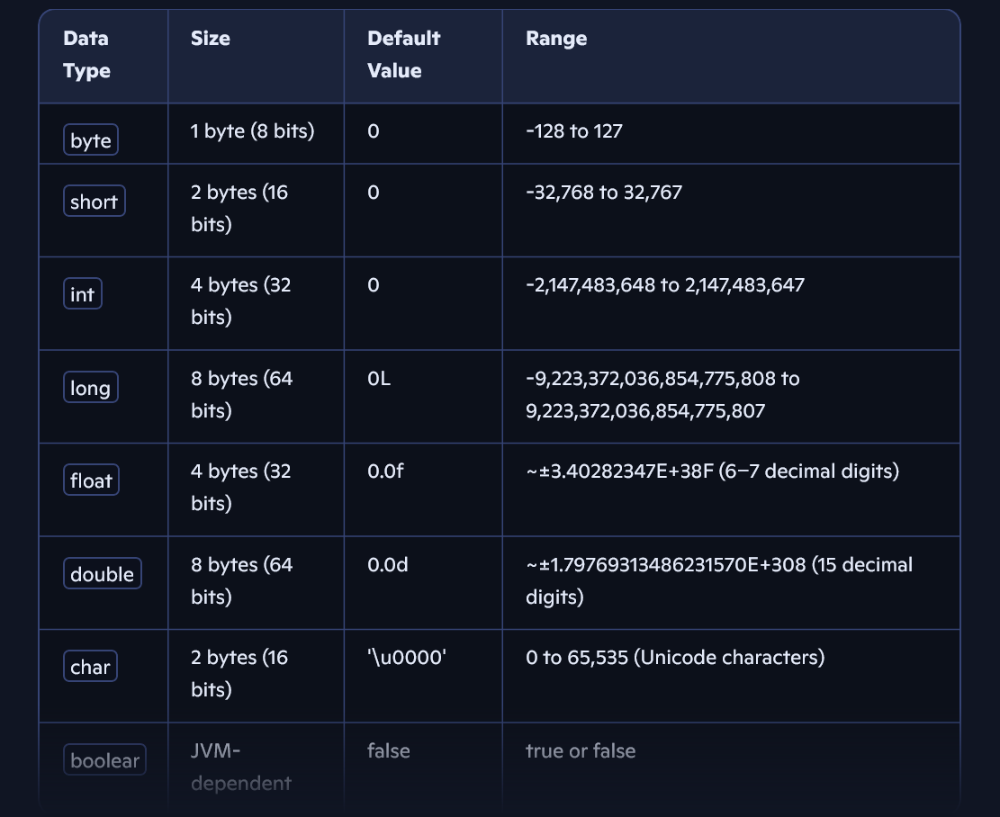 Data Type
Size
Default Value
Range
byte
1 byte (8 bits)
0
-128 to 127
short
2 bytes (16
bits)
0
-32,768 to 32,767
int
4 bytes (32
bits)
0
-2,147,483,648 to 2,147,483,647
long
8 bytes (64
bits)
0L
-9,223,372,036,854,775,808 to
9,223,372,036,854,775,807
float
4 bytes (32
bits)
0.0f
~±3.40282347E+38F (6–7 decimal digits)
double
8 bytes (64
bits)
0.0d
~±1.79769313486231570E+308 (15 decimal
digits)
char
2 bytes (16
bits)
'\u0000'
0 to 65,535 (Unicode characters)
boolear
JVM-
dependent
false
true or false